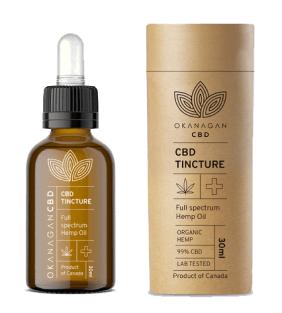 OKANAGAN CBD
CBD
TINCTURE
Full
spectrum
Hemp Oil
Product of
Canada
30ml
OKANAGAN
CBD
CBD
TINCTURE
Full spectrum
Hemp Oil
ORGANIC
HEMP
99% CBD
LAB TESTED
30ml
Product of Canada